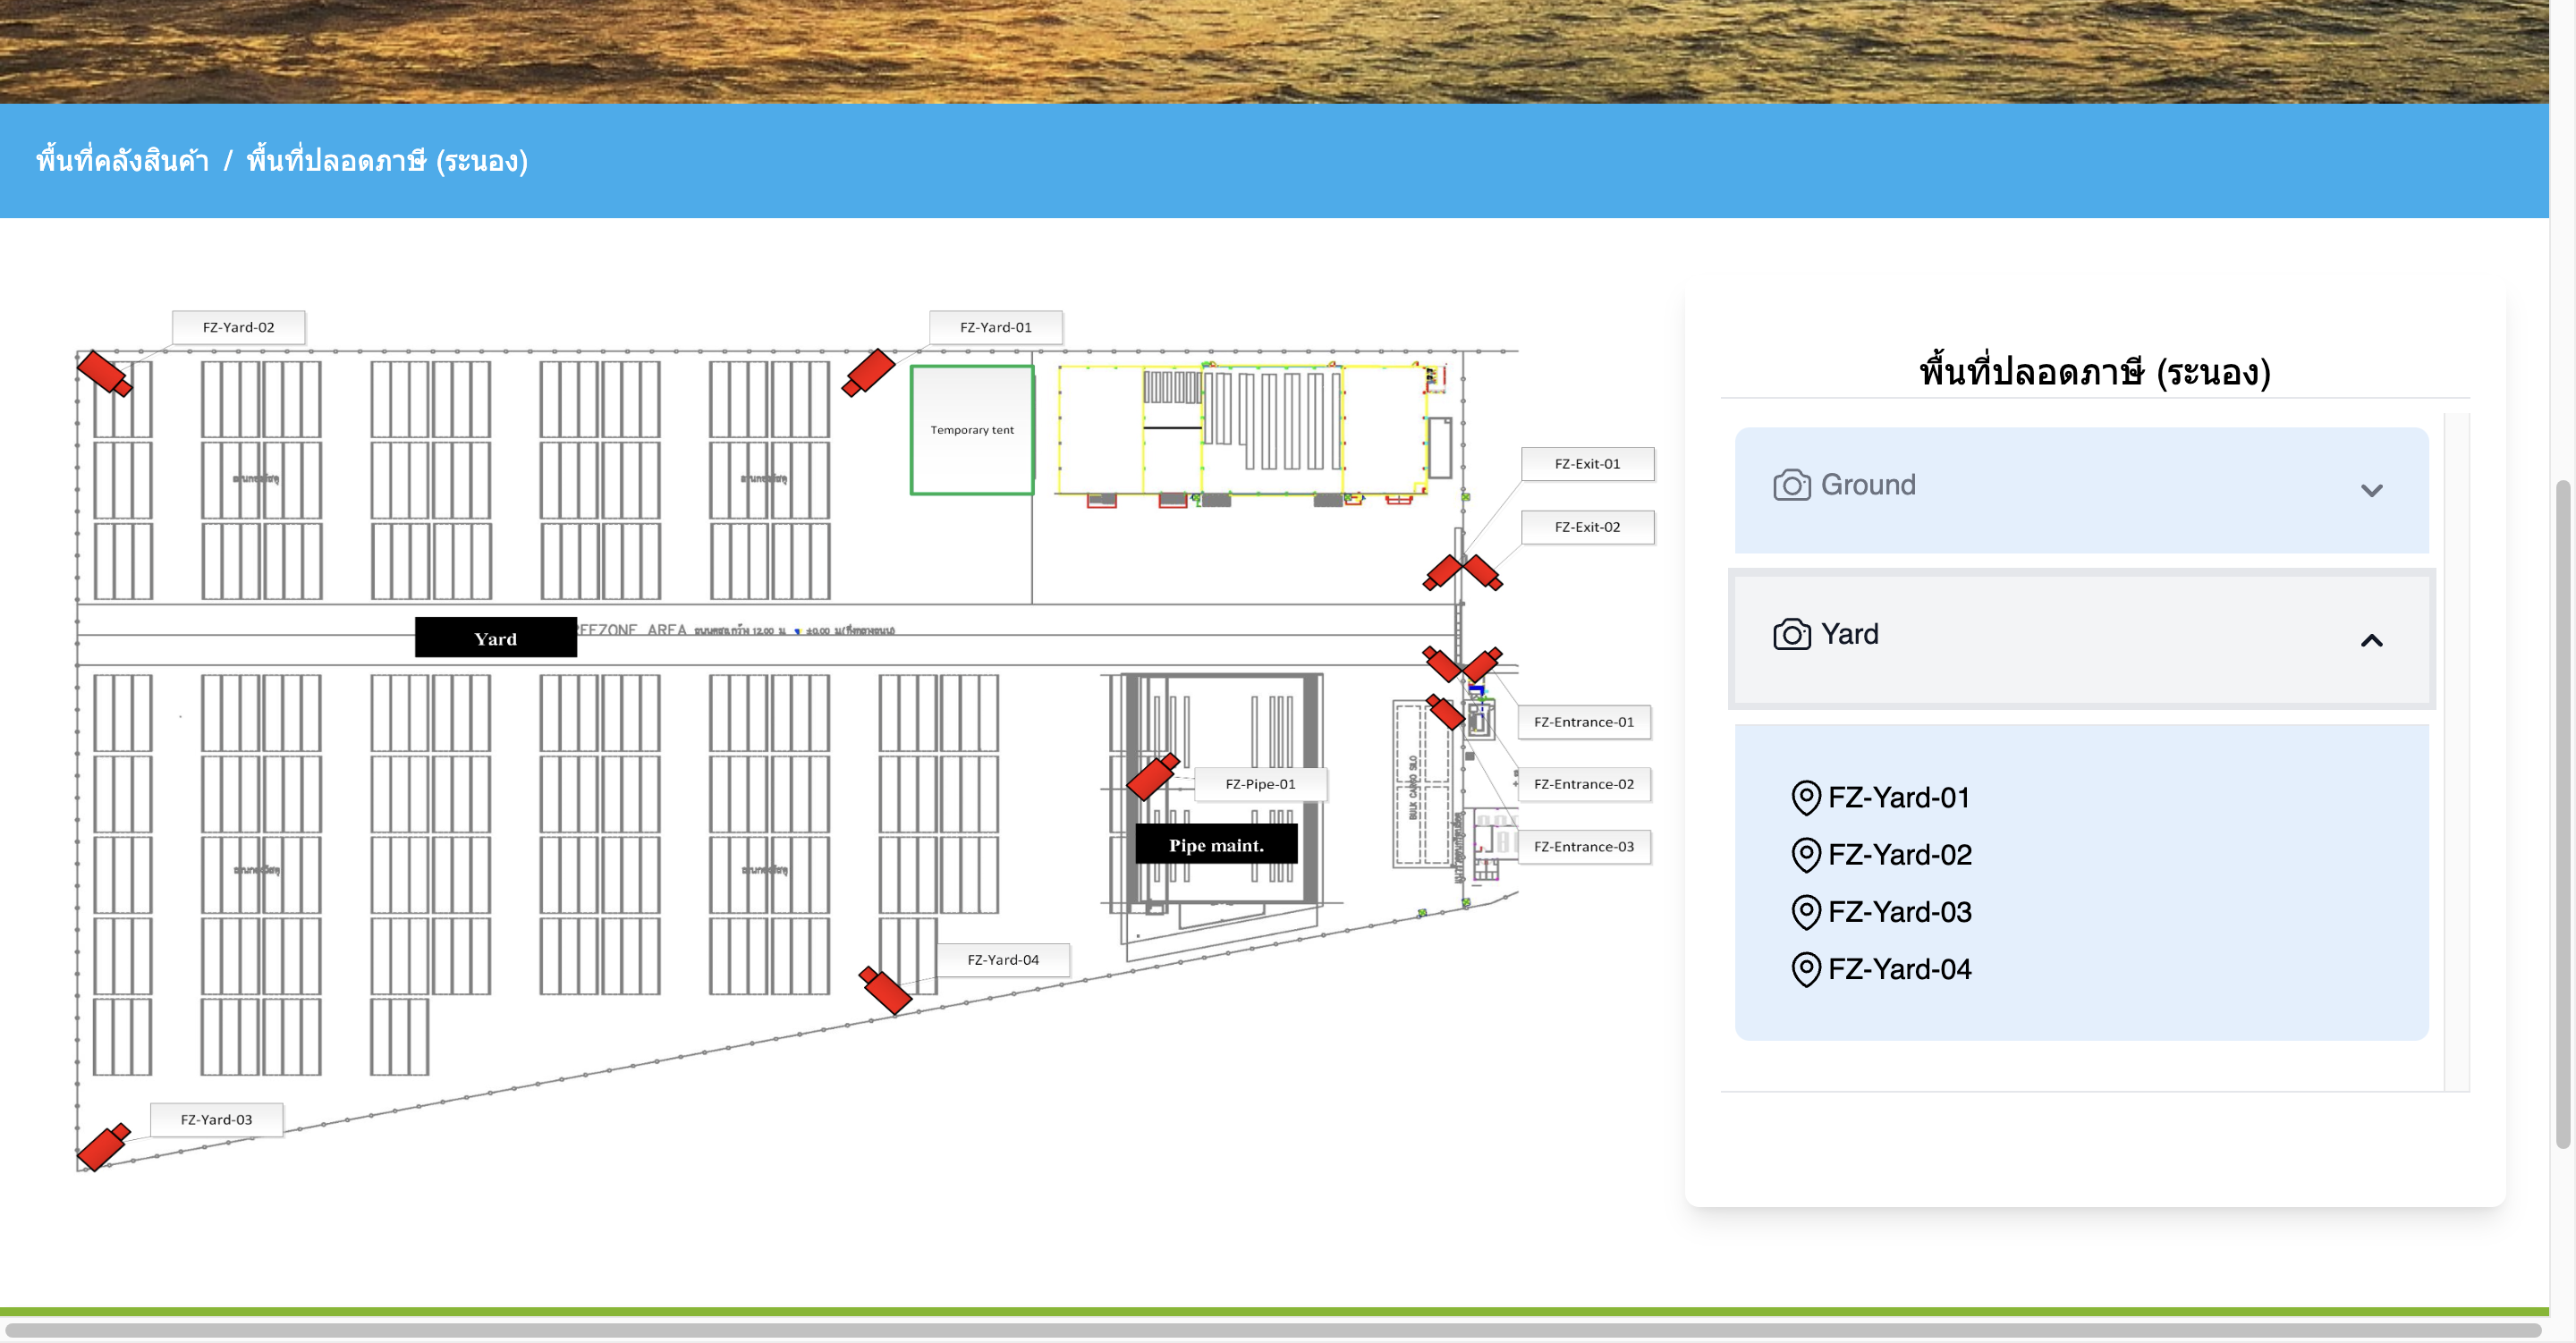 พื้นที่คลังสินค้า / พื้นที่ปลอดภาษี (ระนอง)
FZ-Yard-02
FZ-Yard-01
Temporary tent
FZ-Exit-01
FZ-Exit-02
Yard
EEZONE AREA
FZ-Entrance-01
FZ-Pipe-01
FZ-Entrance-02
BULK CARGO SILO
Pipe maint.
FZ-Entrance-03
FZ-Yard-04
FZ-Yard-03
พื้นที่ปลอดภาษี (ระนอง)
Ground
Yard
FZ-Yard-01
FZ-Yard-02
FZ-Yard-03
FZ-Yard-04